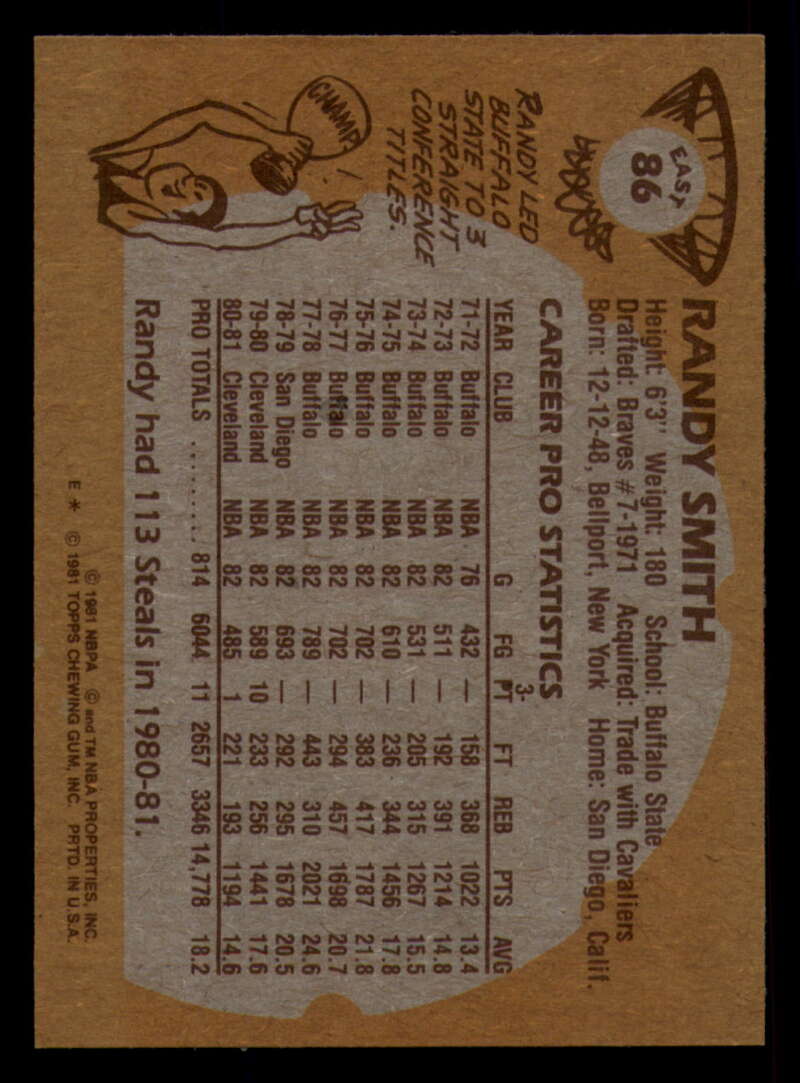 EAST
86
RANDY SMITH
Height: 6'3" Weight: 180 School: Buffalo State
Drafted: Braves #7-1971 Acquired: Trade with Cavaliers
Born: 12-12-48, Bellport, New York Home: San Diego, Calif.
RANDY LED
BUFFALO
STATE TO 3
STRAIGHT
CONFERENCE
TITLES.
CHAMP
CAREER PRO STATISTICS
YEAR CLUB G FG 3-PT FT REB PTS AVG
71-72 Buffalo NBA 76 432 — 158 368 1022 13.4
72-73 Buffalo NBA 82 511 — 192 391 1214 14.8
73-74 Buffalo NBA 82 531 — 205 315 1267 15.5
74-75 Buffalo NBA 82 610 — 236 344 1456 17.8
75-76 Buffalo NBA 82 702 — 383 417 1787 21.8
76-77 Buffalo NBA 82 702 — 294 457 1698 20.7
77-78 Buffalo NBA 82 789 — 443 310 2021 24.6
78-79 San Diego NBA 82 693 — 292 295 1678 20.5
79-80 Cleveland NBA 82 589 10 233 256 1441 17.6
80-81 Cleveland NBA 82 485 1 221 193 1194 14.6
PRO TOTALS ......... 814 6044 11 2657 3346 14,778 18.2
Randy had 113 Steals in 1980-81.
© 1981 NBPA © and TM NBA PROPERTIES, INC.
E * © 1981 TOPPS CHEWING GUM, INC. PRTD. IN U.S.A.